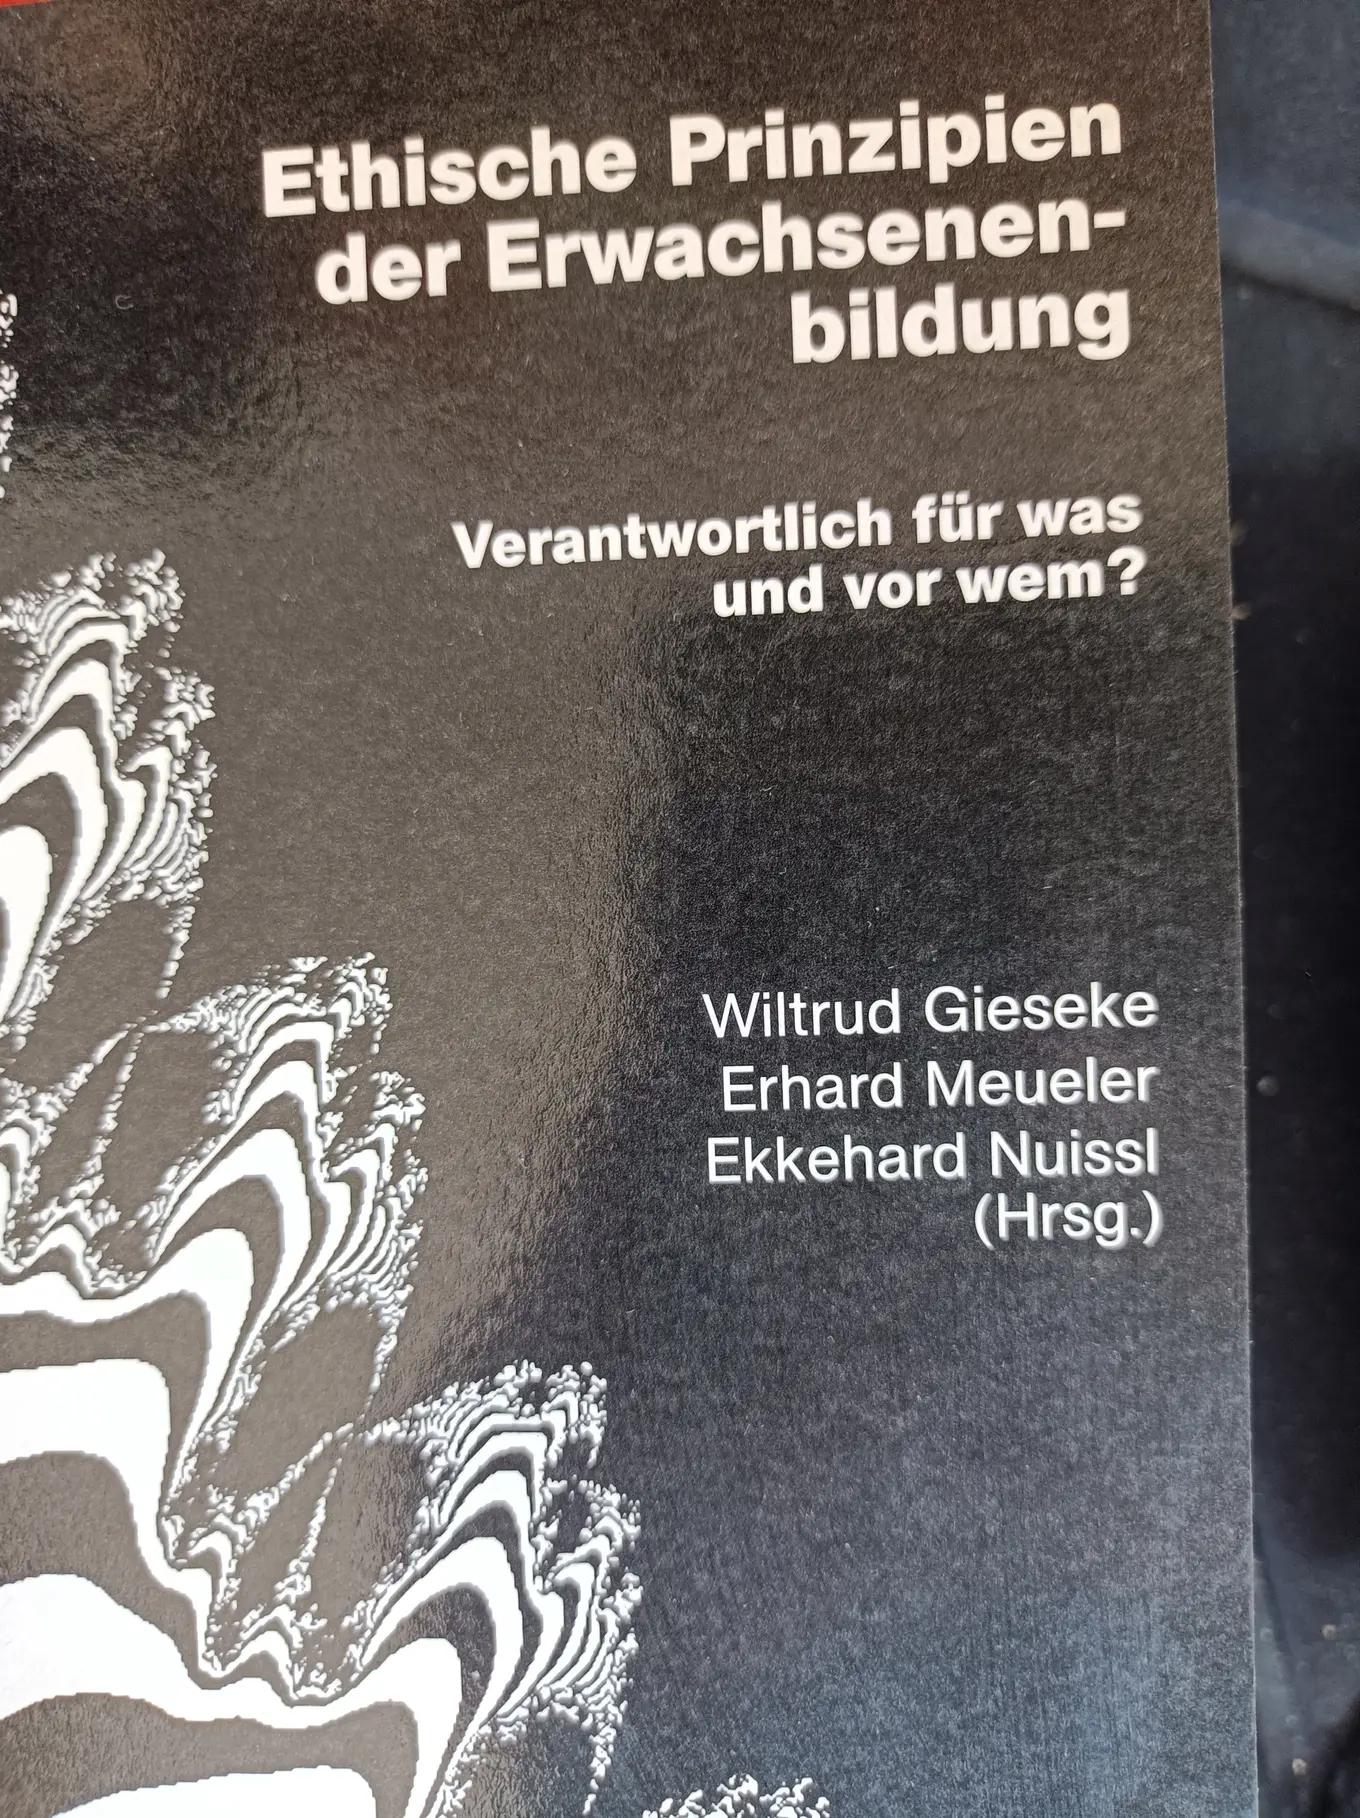 Ethische Prinzipien
der Erwachsenen-
bildung
Verantwortlich für was
und vor wem?
Wiltrud Gieseke
Erhard Meueler
Ekkehard Nuissl
(Hrsg.)